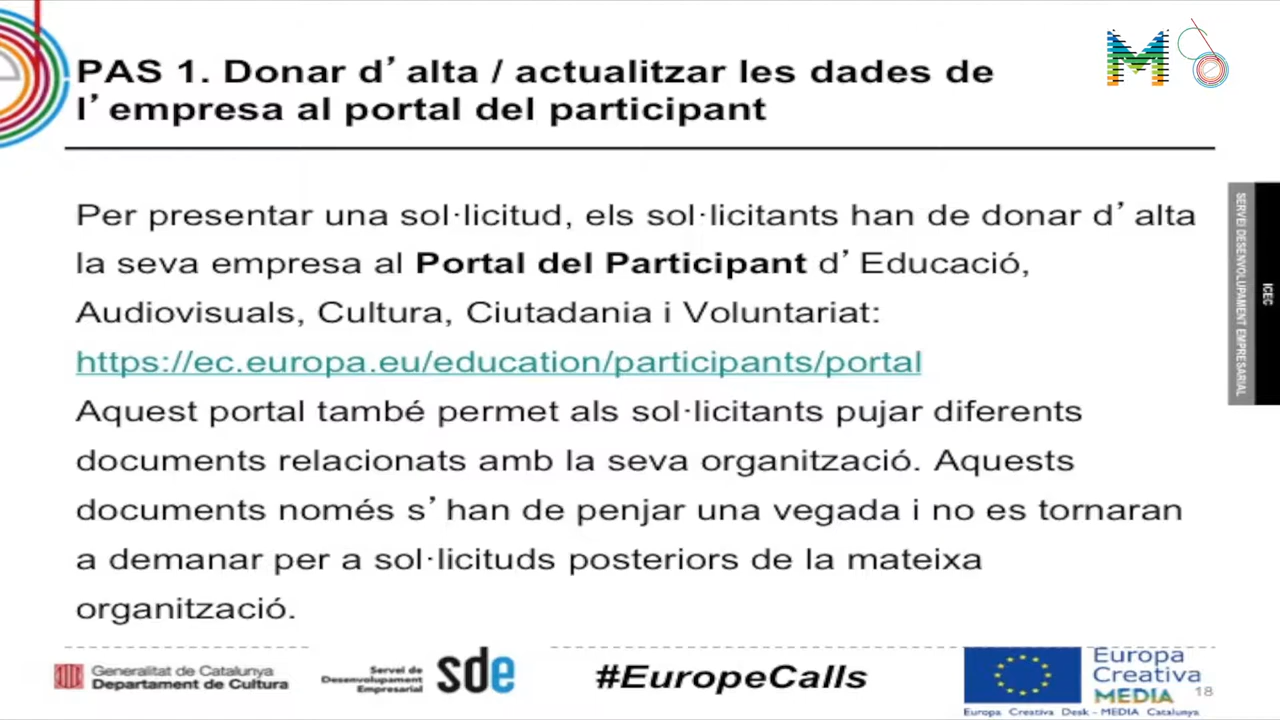 PAS 1. Donar d’alta / actualitzar les dades de
l’empresa al portal del participant
Per presentar una sol·licitud, els sol·licitants han de donar d’alta
la seva empresa al Portal del Participant d’Educació,
Audiovisuals, Cultura, Ciutadania i Voluntariat:
https://ec.europa.eu/education/participants/portal
Aquest portal també permet als sol·licitants pujar diferents
documents relacionats amb la seva organització. Aquests
documents només s’han de penjar una vegada i no es tornaran
a demanar per a sol·licituds posteriors de la mateixa
organització.
SERVEI DESENVOLUPAMENT EMPRESARIAL
ICEC
Generalitat de Catalunya
Departament de Cultura
Servei de
Desenvolupament
Empresarial
sde
#EuropeCalls
Europa
Creativa
MEDIA
18
Europa Creativa Desk - MEDIA Catalunya
M